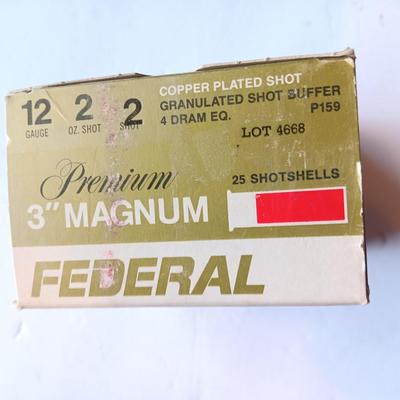 COPPER PLATED SHOT
12 2 2 GRANULATED SHOT BUFFER
GAUGE OZ. SHOT SHOT 4 DRAM EQ. P159
LOT 4668
Premium 25 SHOTSHELLS
3" MAGNUM
FEDERAL